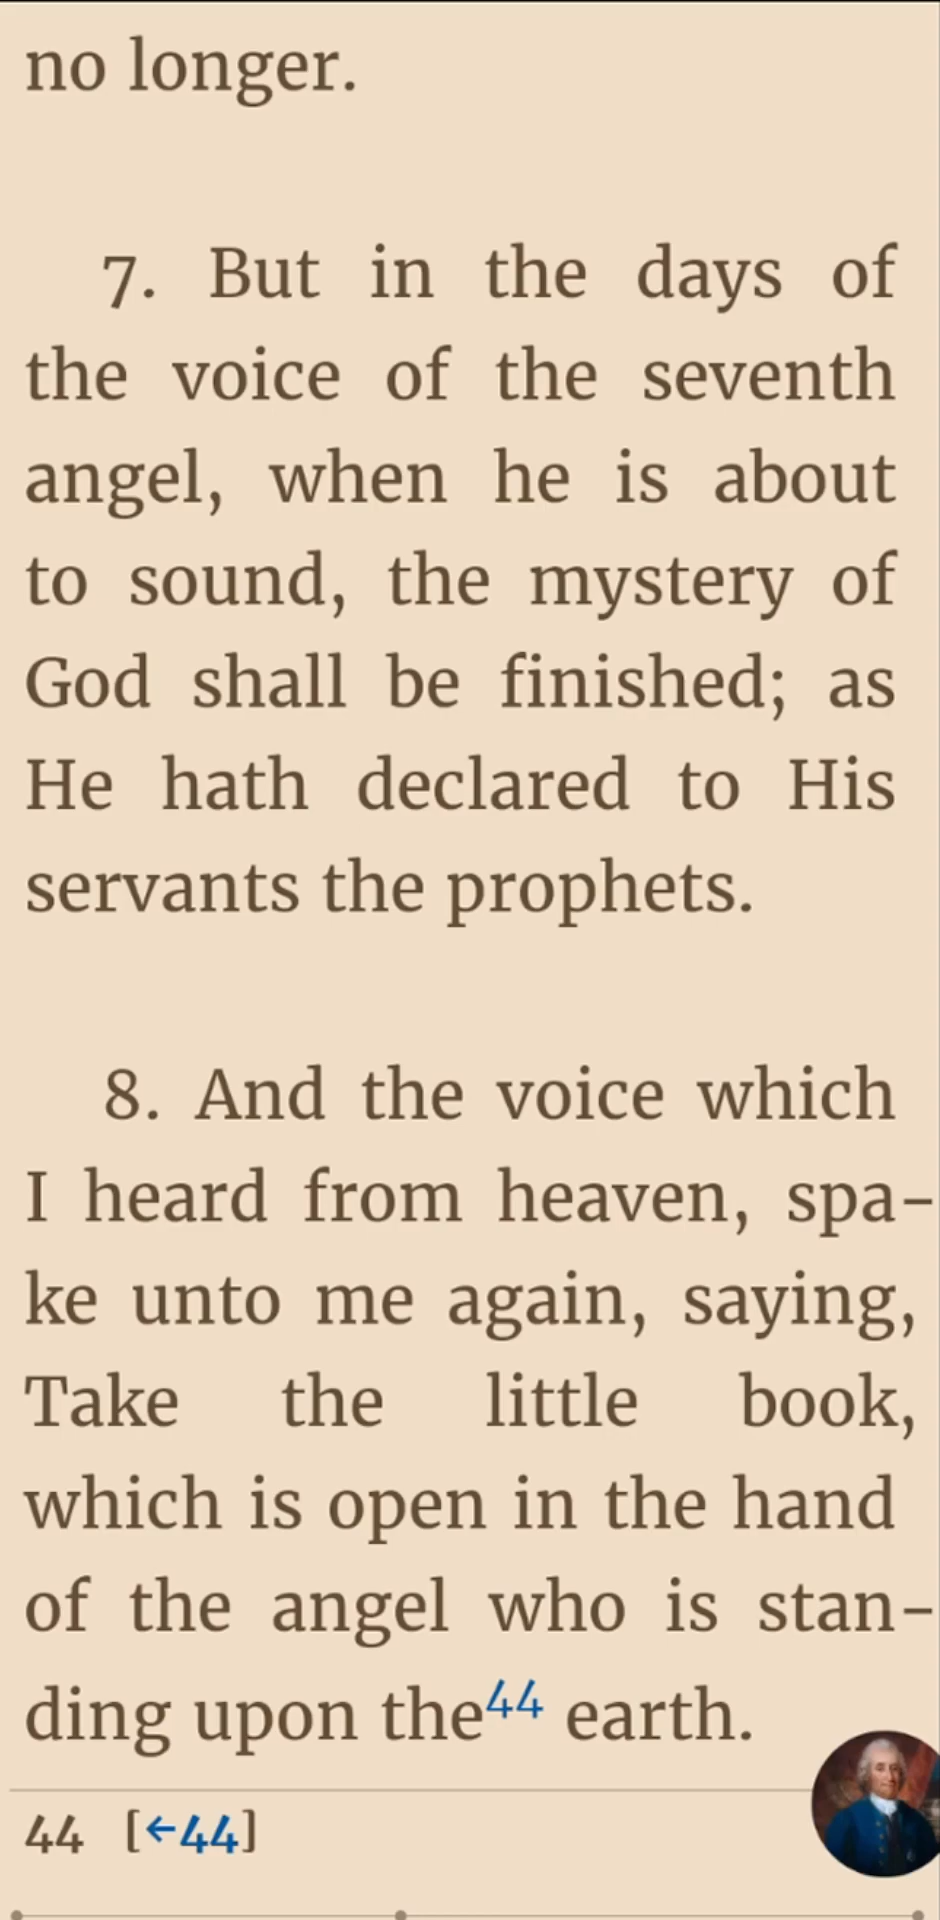 no longer.
7. But in the days of
the voice of the seventh
angel, when he is about
to sound, the mystery of
God shall be finished; as
He hath declared to His
servants the prophets.
8. And the voice which
I heard from heaven, spa-
ke unto me again, saying,
Take the little book,
which is open in the hand
of the angel who is stan-
ding upon the44 earth.
44 [←44]